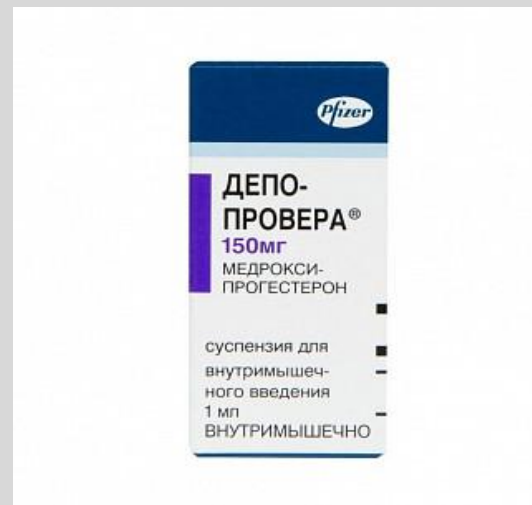 Pfizer
ДЕПО-
ПРОВЕРА®
150мг
МЕДРОКСИ-
ПРОГЕСТЕРОН
суспензия для
внутримышеч-
ного введения
1 мл
ВНУТРИМЫШЕЧНО